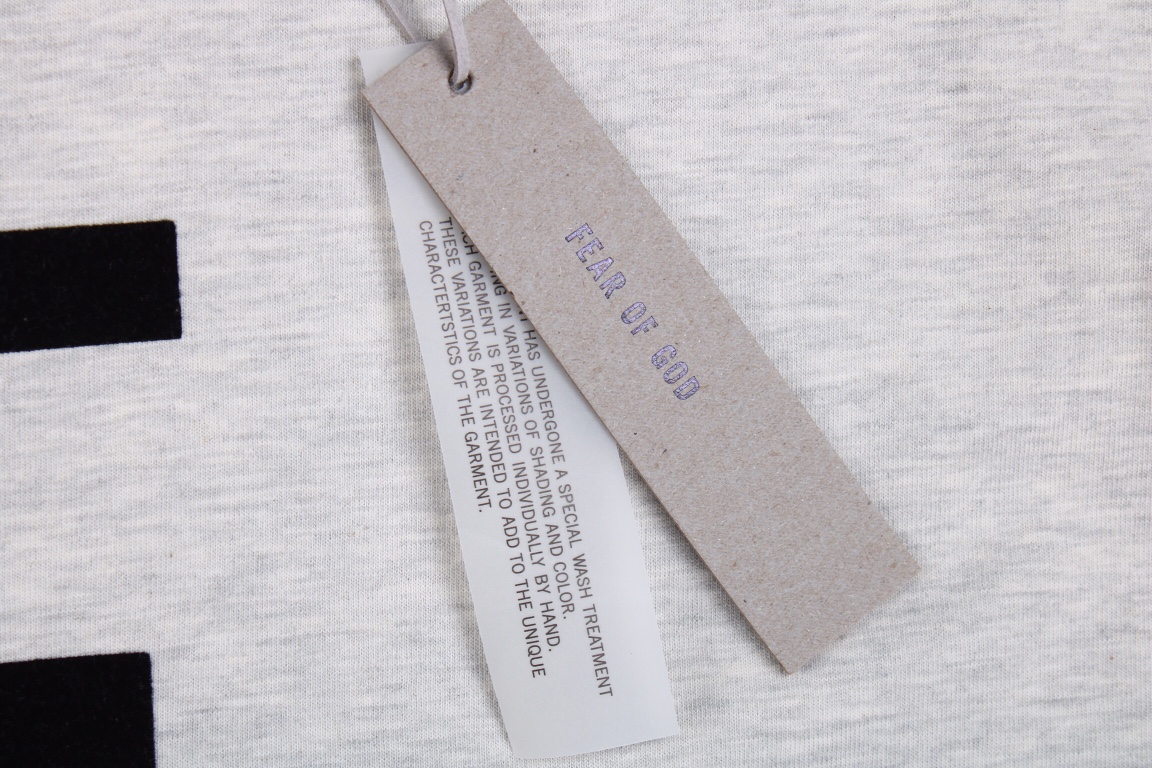 FEAR OF GOD
HAS UNDERGONE A SPECIAL WASH TREATMENT
IN VARIATIONS OF SHADING AND COLOR.
GARMENT IS PROCESSED INDIVIDUALLY BY HAND.
THESE VARIATIONS ARE INTENDED TO ADD TO THE UNIQUE
CHARACTERTSTICS OF THE GARMENT.